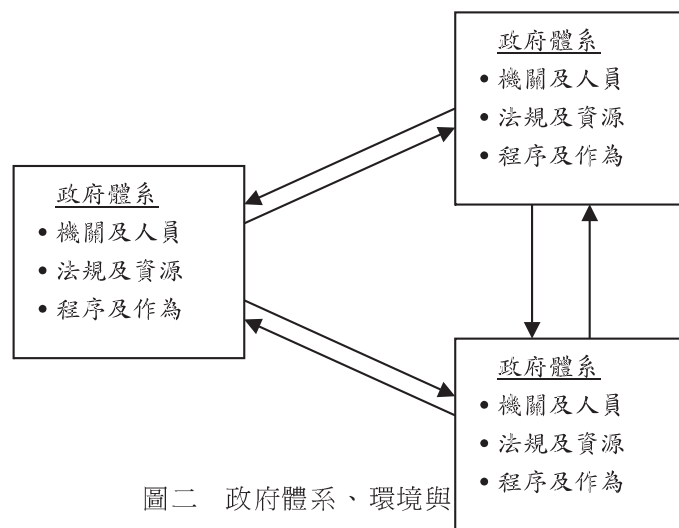 政府體系
• 機關及人員
• 法規及資源
• 程序及作為
政府體系
• 機關及人員
• 法規及資源
• 程序及作為
政府體系
• 機關及人員
• 法規及資源
• 程序及作為
圖二 政府體系、環境與